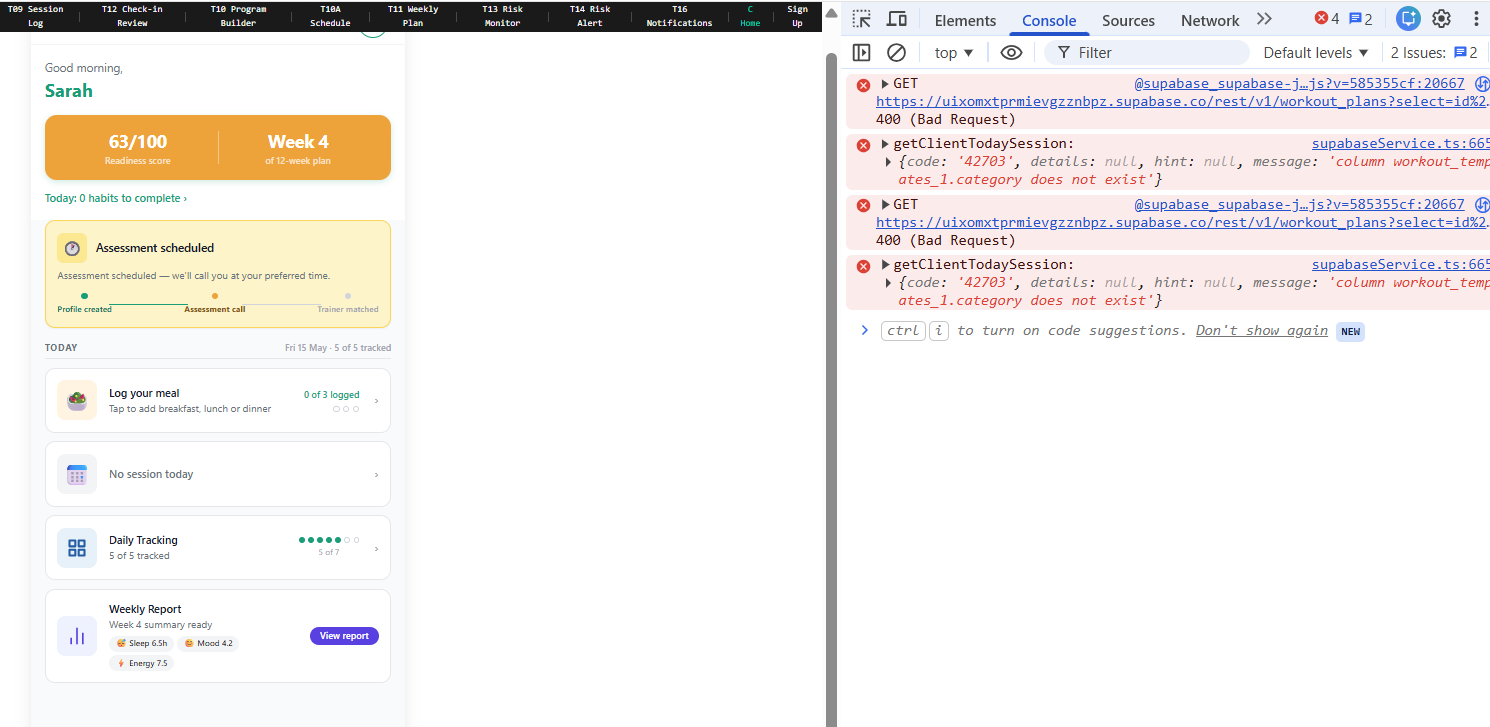 T09 Session Log
T12 Check-in Review
T10 Program Builder
T10A Schedule
T11 Weekly Plan
T13 Risk Monitor
T14 Risk Alert
T16 Notifications
C Home
Sign Up
Good morning,
Sarah
63/100
Readiness score
Week 4
of 12-week plan
Today: 0 habits to complete ›
Assessment scheduled
Assessment scheduled — we'll call you at your preferred time.
Profile created
Assessment call
Trainer matched
TODAY
Fri 15 May · 5 of 5 tracked
Log your meal
Tap to add breakfast, lunch or dinner
0 of 3 logged
No session today
Daily Tracking
5 of 5 tracked
5 of 7
Weekly Report
Week 4 summary ready
Sleep 6.5h
Mood 4.2
Energy 7.5
View report
Elements
Console
Sources
Network
4
2
top
Filter
Default levels
2 Issues:
2
GET
@supabase_supabase-j…js?v=585355cf:20667
https://uixomxtprmievgzznbpz.supabase.co/rest/v1/workout_plans?select=id%2…
400 (Bad Request)
getClientTodaySession:
supabaseService.ts:665
{code: '42703', details: null, hint: null, message: 'column workout_temp
ates_1.category does not exist'}
GET
@supabase_supabase-j…js?v=585355cf:20667
https://uixomxtprmievgzznbpz.supabase.co/rest/v1/workout_plans?select=id%2…
400 (Bad Request)
getClientTodaySession:
supabaseService.ts:665
{code: '42703', details: null, hint: null, message: 'column workout_temp
ates_1.category does not exist'}
ctrl i to turn on code suggestions. Don't show again NEW